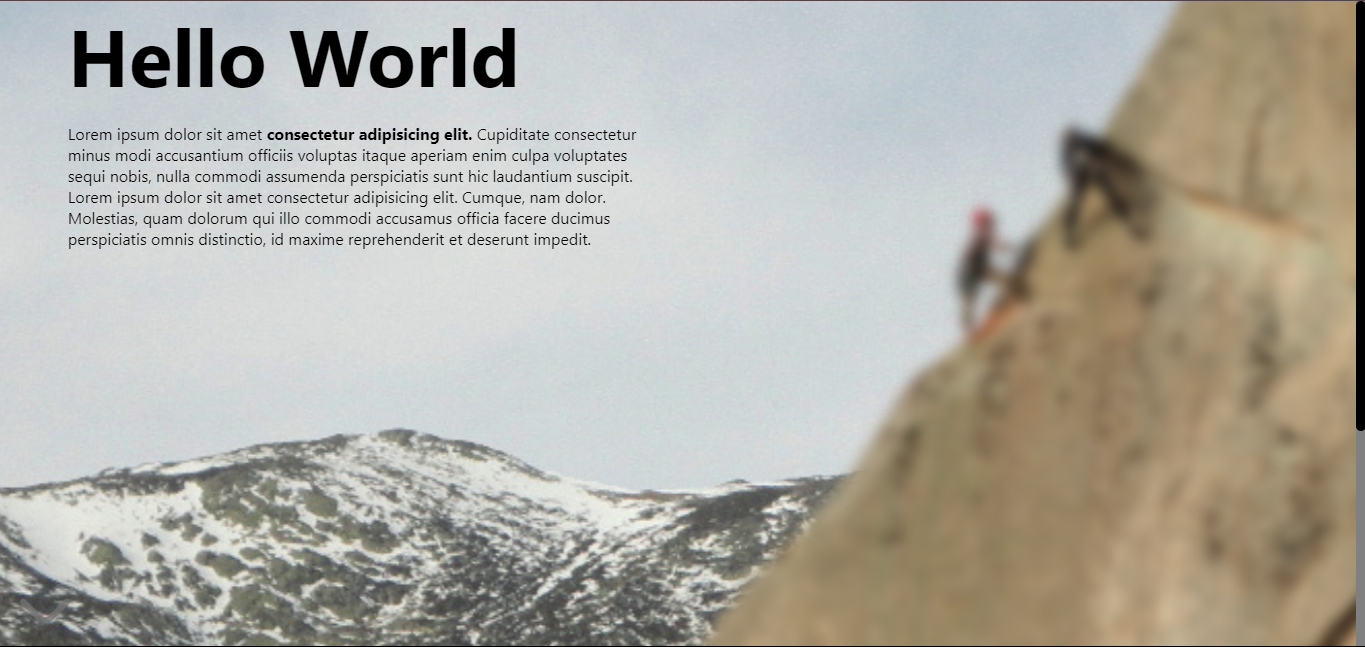 Hello World
Lorem ipsum dolor sit amet consectetur adipisicing elit. Cupiditate consectetur
minus modi accusantium officiis voluptas itaque aperiam enim culpa voluptates
sequi nobis, nulla commodi assumenda perspiciatis sunt hic laudantium suscipit.
Lorem ipsum dolor sit amet consectetur adipisicing elit. Cumque, nam dolor.
Molestias, quam dolorum qui illo commodi accusamus officia facere ducimus
perspiciatis omnis distinctio, id maxime reprehenderit et deserunt impedit.